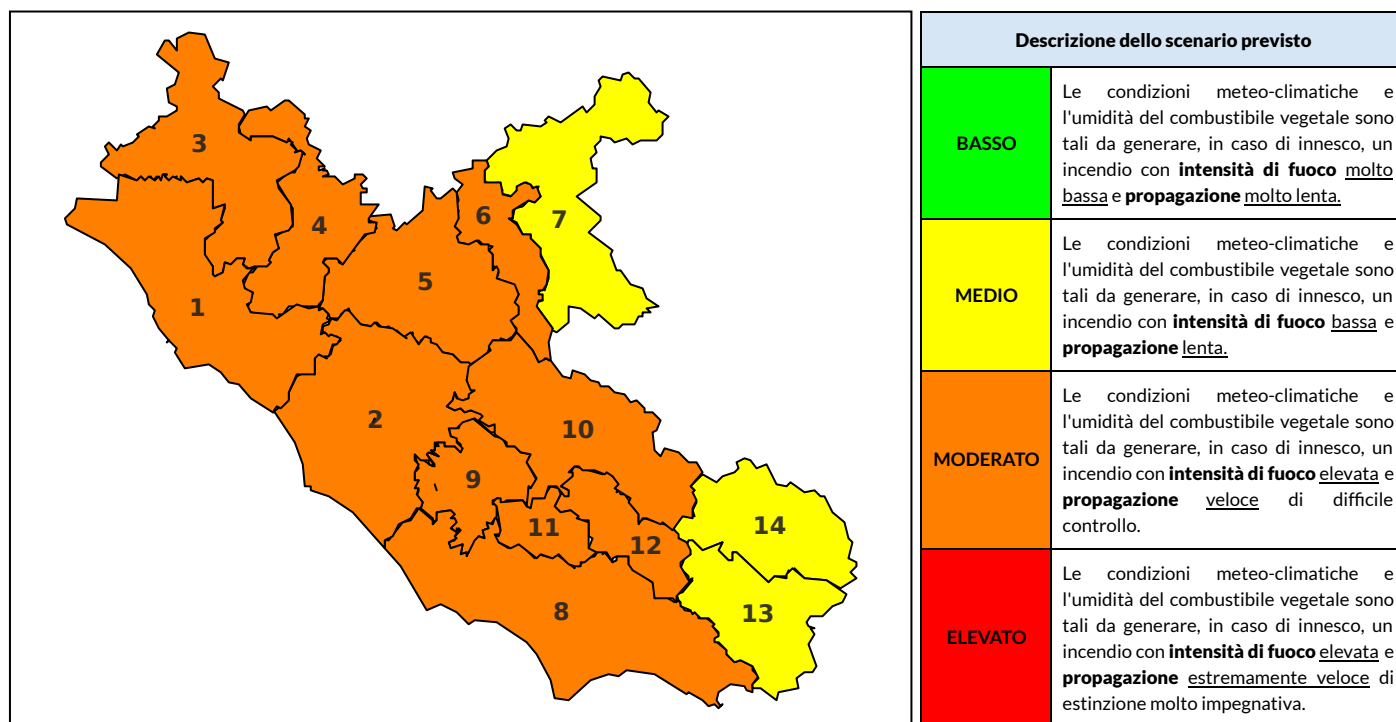 3
4
6
7
5
1
2
10
9
11
12
14
8
13
Descrizione dello scenario previsto
BASSO
Le condizioni meteo-climatiche e
l'umidità del combustibile vegetale sono
tali da generare, in caso di innesco, un
incendio con intensità di fuoco molto
bassa e propagazione molto lenta.
MEDIO
Le condizioni meteo-climatiche e
l'umidità del combustibile vegetale sono
tali da generare, in caso di innesco, un
incendio con intensità di fuoco bassa e
propagazione lenta.
MODERATO
Le condizioni meteo-climatiche e
l'umidità del combustibile vegetale sono
tali da generare, in caso di innesco, un
incendio con intensità di fuoco elevata e
propagazione veloce di difficile
controllo.
ELEVATO
Le condizioni meteo-climatiche e
l'umidità del combustibile vegetale sono
tali da generare, in caso di innesco, un
incendio con intensità di fuoco elevata e
propagazione estremamente veloce di
estinzione molto impegnativa.